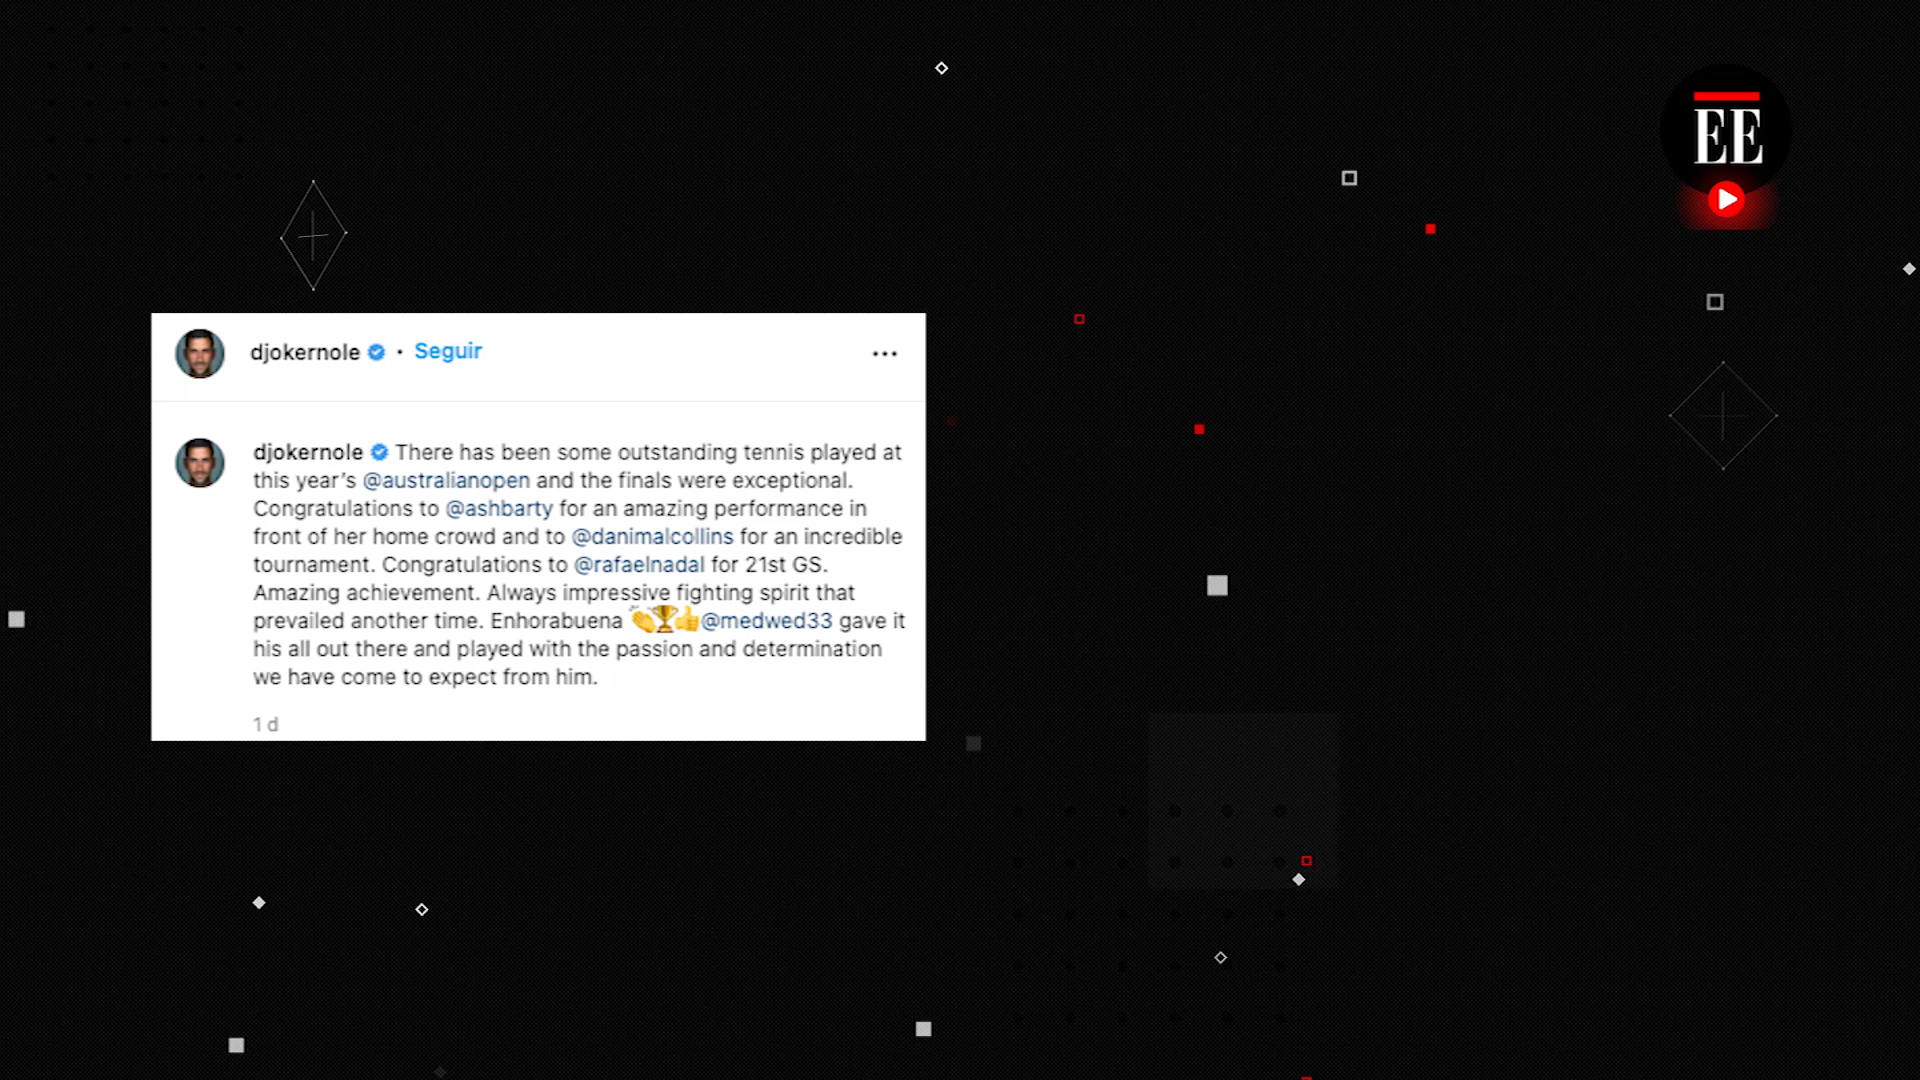 EE
djokernole • Seguir
djokernole There has been some outstanding tennis played at
this year's @australianopen and the finals were exceptional.
Congratulations to @ashbarty for an amazing performance in
front of her home crowd and to @danimalcollins for an incredible
tournament. Congratulations to @rafaelnadal for 21st GS.
Amazing achievement. Always impressive fighting spirit that
prevailed another time. Enhorabuena 👏🏆👍@medwed33 gave it
his all out there and played with the passion and determination
we have come to expect from him.
1 d